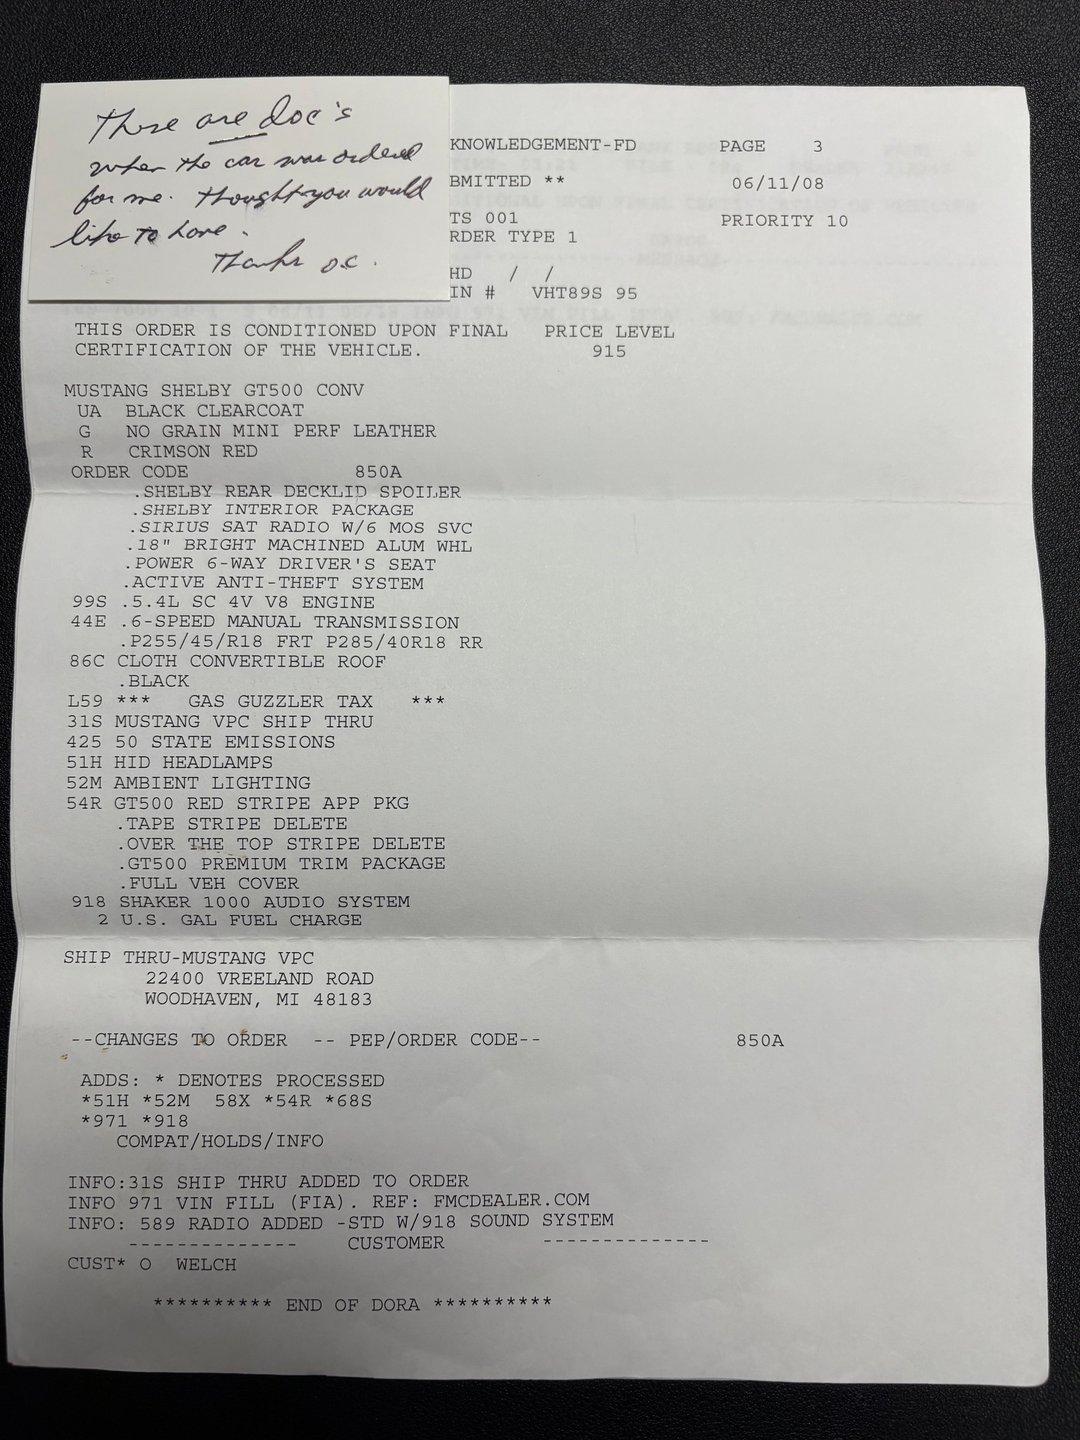 These are doc's
when the car was ordered
for me. Thought you would
like to have.
Thanks O.C.
KNOWLEDGEMENT-FD PAGE 3
BMITTED ** 06/11/08
TS 001 PRIORITY 10
RDER TYPE 1
HD / /
IN # VHT89S 95
THIS ORDER IS CONDITIONED UPON FINAL PRICE LEVEL
CERTIFICATION OF THE VEHICLE. 915
MUSTANG SHELBY GT500 CONV
UA BLACK CLEARCOAT
G NO GRAIN MINI PERF LEATHER
R CRIMSON RED
ORDER CODE 850A
.SHELBY REAR DECKLID SPOILER
.SHELBY INTERIOR PACKAGE
.SIRIUS SAT RADIO W/6 MOS SVC
.18" BRIGHT MACHINED ALUM WHL
.POWER 6-WAY DRIVER'S SEAT
.ACTIVE ANTI-THEFT SYSTEM
99S .5.4L SC 4V V8 ENGINE
44E .6-SPEED MANUAL TRANSMISSION
.P255/45/R18 FRT P285/40R18 RR
86C CLOTH CONVERTIBLE ROOF
.BLACK
L59 *** GAS GUZZLER TAX ***
31S MUSTANG VPC SHIP THRU
425 50 STATE EMISSIONS
51H HID HEADLAMPS
52M AMBIENT LIGHTING
54R GT500 RED STRIPE APP PKG
.TAPE STRIPE DELETE
.OVER THE TOP STRIPE DELETE
.GT500 PREMIUM TRIM PACKAGE
.FULL VEH COVER
918 SHAKER 1000 AUDIO SYSTEM
2 U.S. GAL FUEL CHARGE
SHIP THRU-MUSTANG VPC
22400 VREELAND ROAD
WOODHAVEN, MI 48183
--CHANGES TO ORDER -- PEP/ORDER CODE-- 850A
ADDS: * DENOTES PROCESSED
*51H *52M 58X *54R *68S
*971 *918
COMPAT/HOLDS/INFO
INFO:31S SHIP THRU ADDED TO ORDER
INFO 971 VIN FILL (FIA). REF: FMCDEALER.COM
INFO: 589 RADIO ADDED -STD W/918 SOUND SYSTEM
-------------- CUSTOMER --------------
CUST* O WELCH
********** END OF DORA **********